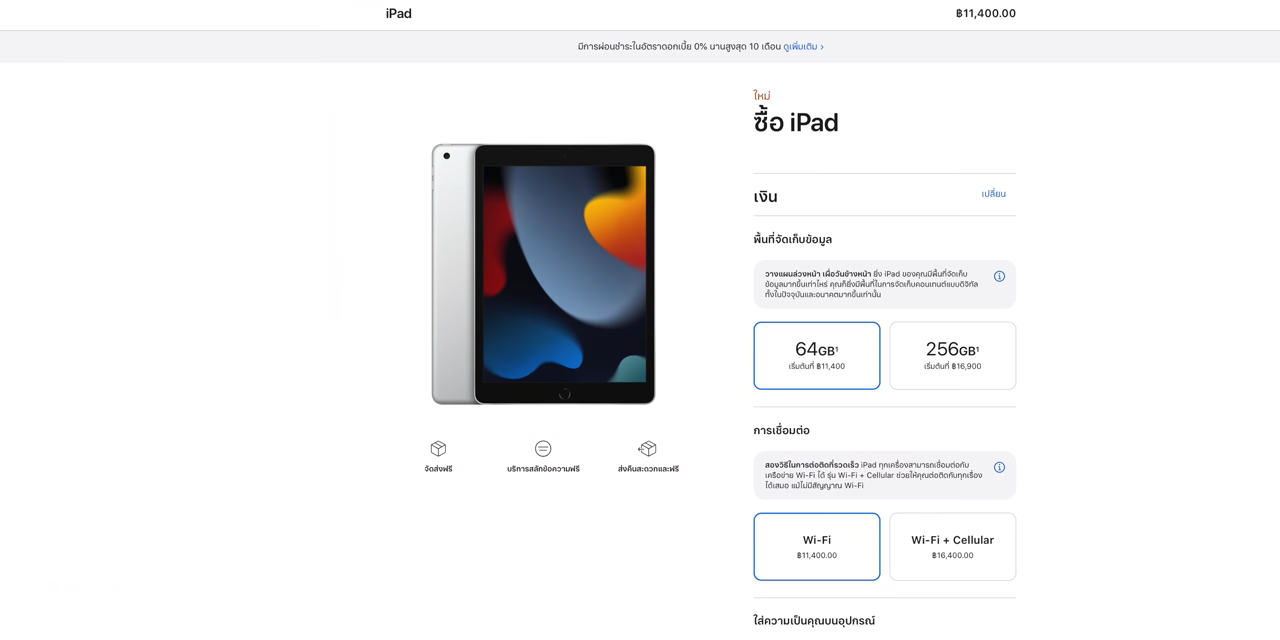 iPad
฿11,400.00
มีการผ่อนชำระในอัตราดอกเบี้ย 0% นานสูงสุด 10 เดือน ดูเพิ่มเติม ›
ใหม่
ซื้อ iPad
เงิน
เปลี่ยน
พื้นที่จัดเก็บข้อมูล
วางแผนล่วงหน้า เผื่อวันข้างหน้า ยิ่ง iPad ของคุณมีพื้นที่จัดเก็บ
ข้อมูลมากขึ้นเท่าไหร่ คุณก็ยิ่งมีพื้นที่ในการจัดเก็บคอนเทนต์แบบดิจิทัล
ทั้งในปัจจุบันและอนาคตมากขึ้นเท่านั้น
64GB¹
เริ่มต้นที่ ฿11,400
256GB¹
เริ่มต้นที่ ฿16,900
จัดส่งฟรี
บริการสลักข้อความฟรี
ส่งคืนสะดวกและฟรี
การเชื่อมต่อ
สองวิธีในการต่อติดที่รวดเร็ว iPad ทุกเครื่องสามารถเชื่อมต่อกับ
เครือข่าย Wi-Fi ได้ รุ่น Wi-Fi + Cellular ช่วยให้คุณต่อติดกับทุกเรื่อง
ได้เสมอ แม้ไม่มีสัญญาณ Wi-Fi
Wi-Fi
฿11,400.00
Wi-Fi + Cellular
฿16,400.00
ใส่ความเป็นคุณบนอุปกรณ์